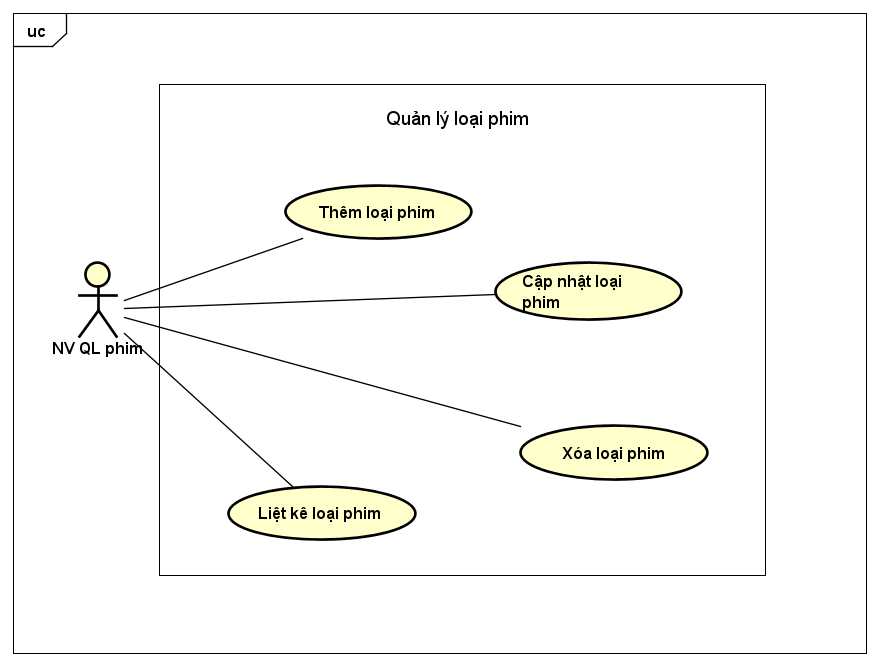 uc
Quản lý loại phim
Thêm loại phim
Cập nhật loại
phim
NV QL phim
Xóa loại phim
Liệt kê loại phim